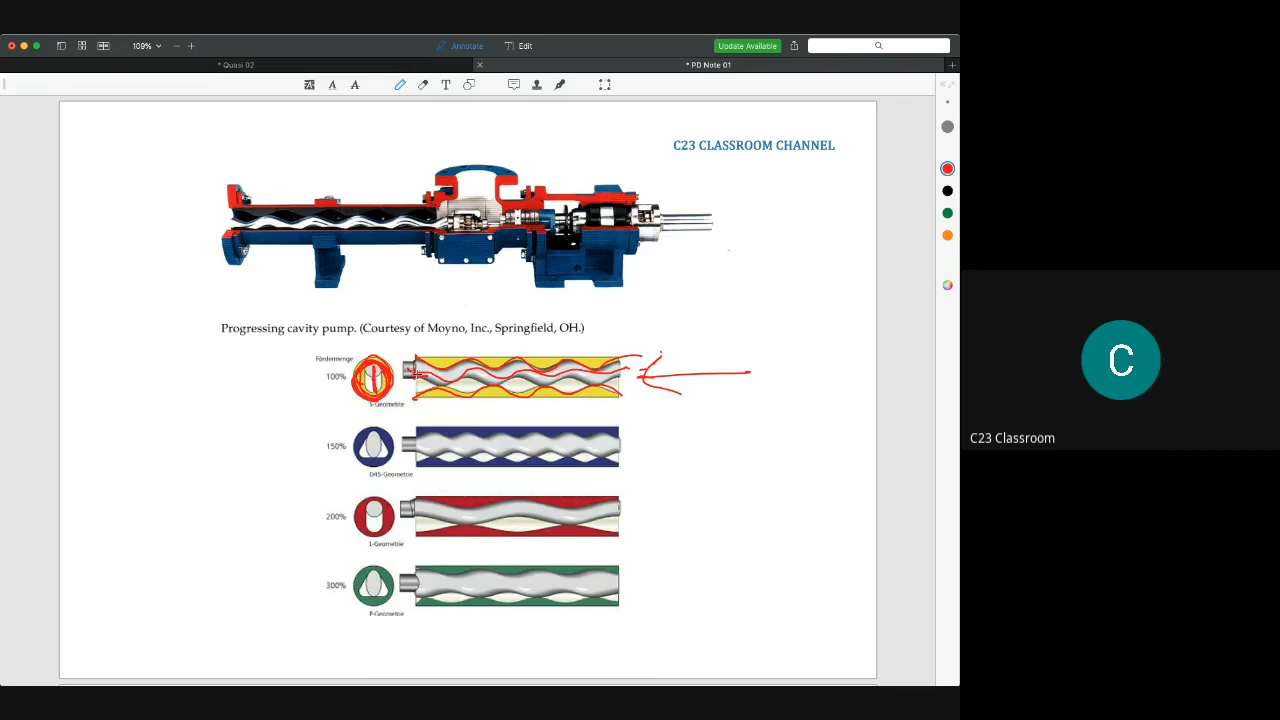 109%
Annotate
Edit
Update Available
* Quasi 02
* PD Note 01
C23 CLASSROOM CHANNEL
Progressing cavity pump. (Courtesy of Moyno, Inc., Springfield, OH.)
Fördermenge
100%
S-Geometrie
150%
D4S-Geometrie
200%
L-Geometrie
300%
P-Geometrie
C
C23 Classroom